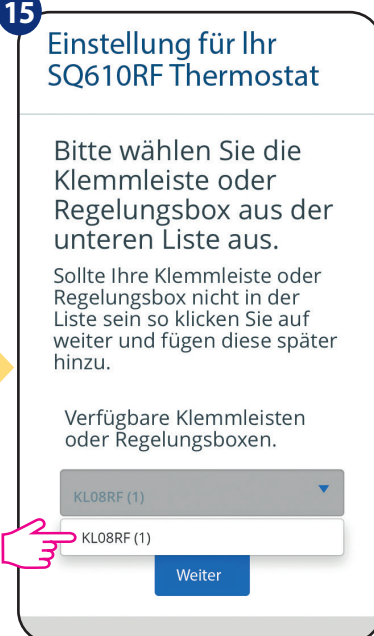 15
Einstellung für Ihr
SQ610RF Thermostat
Bitte wählen Sie die
Klemmleiste oder
Regelungsbox aus der
unteren Liste aus.
Sollte Ihre Klemmleiste oder
Regelungsbox nicht in der
Liste sein so klicken Sie auf
weiter und fügen diese später
hinzu.
Verfügbare Klemmleisten
oder Regelungsboxen.
KL08RF (1)
KL08RF (1)
Weiter